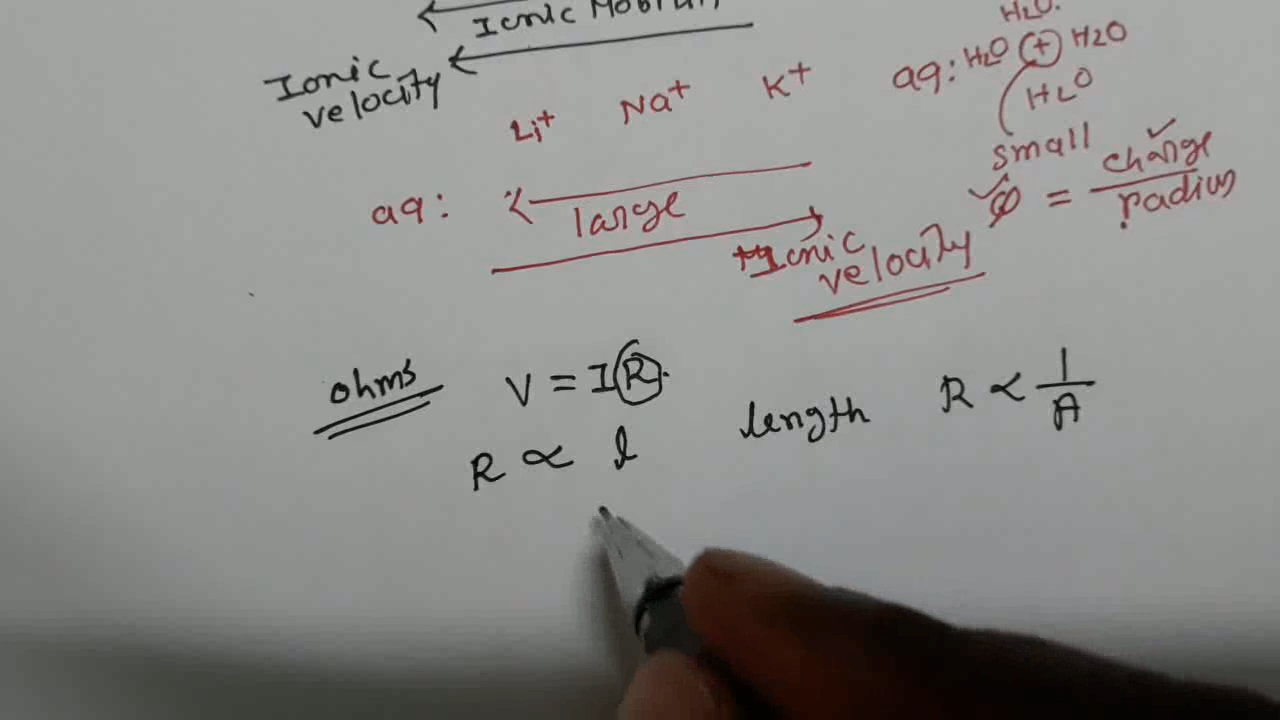 Ionic Mobility
Ionic
velocity
H2O
aq: H2O + H2O
H2O
Li+ Na+ K+
small
φ = charge
radius
aq: large
Ionic
velocity
ohms V = IR.
R ∝ l length R ∝ 1/A